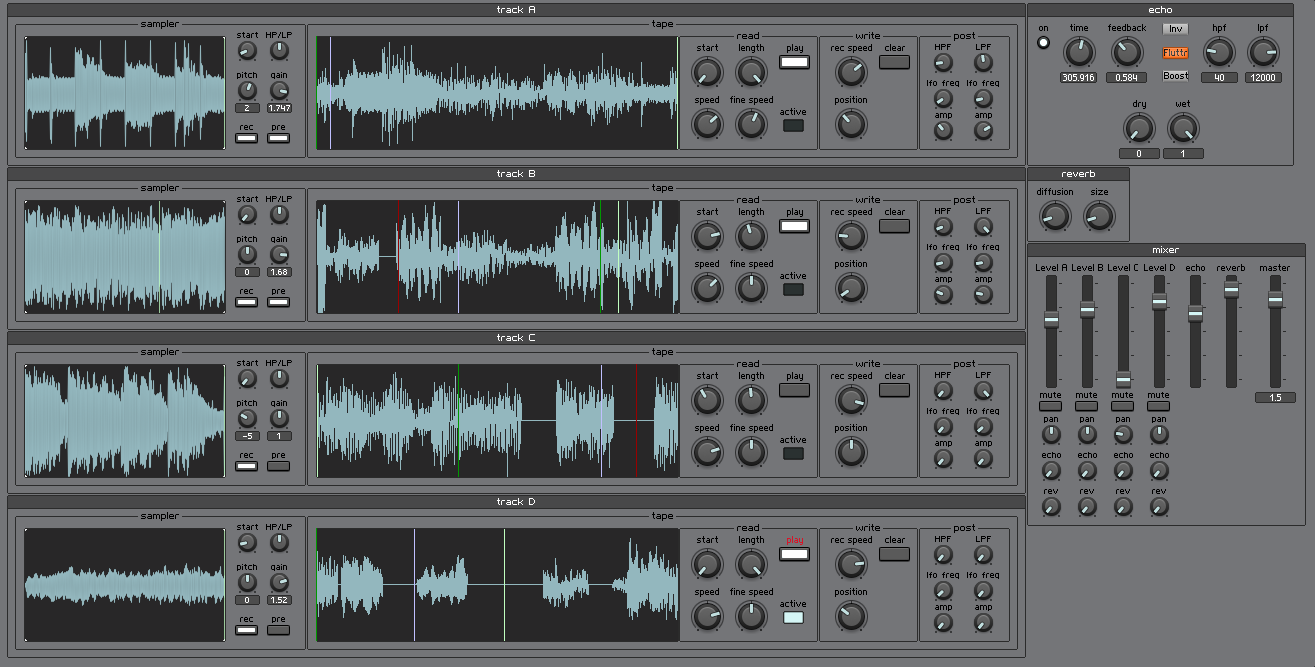 track A
sampler
tape
start HP/LP
pitch gain
2 1.747
rec pre
read
start length play
speed fine speed active
write
rec speed clear
position
post
HPF LPF
lfo freq lfo freq
amp amp
track B
sampler
tape
start HP/LP
pitch gain
0 1.68
rec pre
read
start length play
speed fine speed active
write
rec speed clear
position
post
HPF LPF
lfo freq lfo freq
amp amp
track C
sampler
tape
start HP/LP
pitch gain
-5 1
rec pre
read
start length play
speed fine speed active
write
rec speed clear
position
post
HPF LPF
lfo freq lfo freq
amp amp
track D
sampler
tape
start HP/LP
pitch gain
0 1.52
rec pre
read
start length play
speed fine speed active
write
rec speed clear
position
post
HPF LPF
lfo freq lfo freq
amp amp
echo
on time feedback Inv hpf lpf
Fluttr
305.916 0.584 Boost 40 12000
dry wet
0 1
reverb
diffusion size
mixer
Level A Level B Level C Level D echo reverb master
mute mute mute mute 1.5
pan pan pan pan
echo echo echo echo
rev rev rev rev